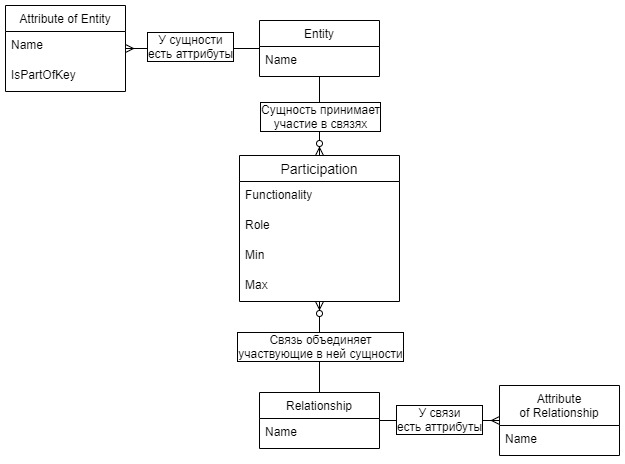 Attribute of Entity
Name
IsPartOfKey
У сущности
есть аттрибуты
Entity
Name
Сущность принимает
участие в связях
Participation
Functionality
Role
Min
Max
Связь объединяет
участвующие в ней сущности
Relationship
Name
У связи
есть аттрибуты
Attribute
of Relationship
Name